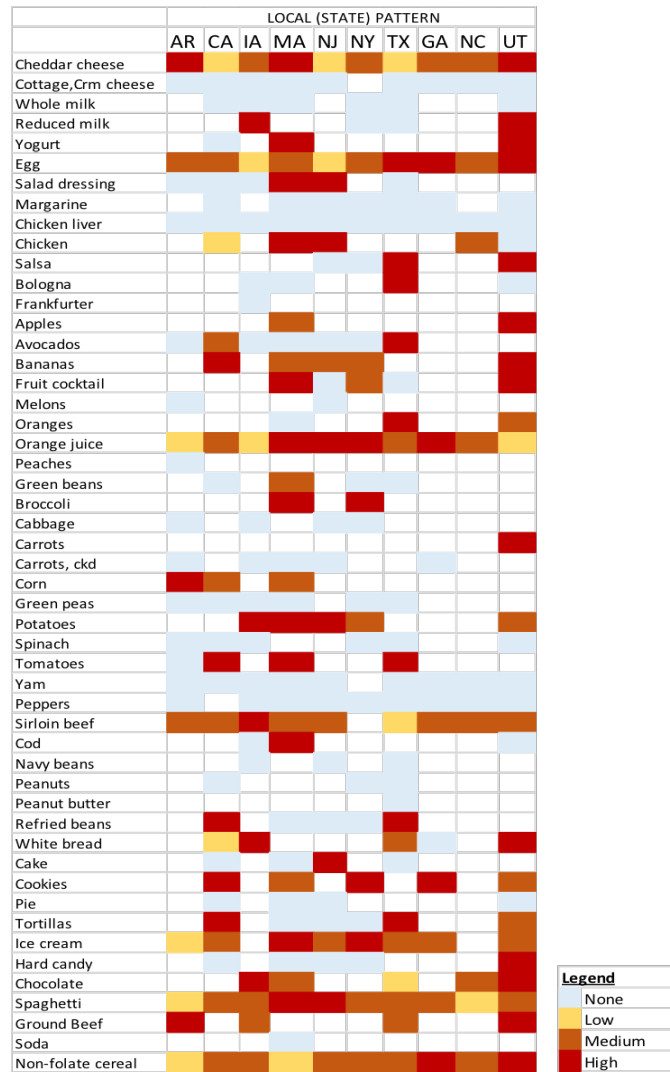 LOCAL (STATE) PATTERN
AR CA IA MA NJ NY TX GA NC UT
Cheddar cheese
Cottage,Crm cheese
Whole milk
Reduced milk
Yogurt
Egg
Salad dressing
Margarine
Chicken liver
Chicken
Salsa
Bologna
Frankfurter
Apples
Avocados
Bananas
Fruit cocktail
Melons
Oranges
Orange juice
Peaches
Green beans
Broccoli
Cabbage
Carrots
Carrots, ckd
Corn
Green peas
Potatoes
Spinach
Tomatoes
Yam
Peppers
Sirloin beef
Cod
Navy beans
Peanuts
Peanut butter
Refried beans
White bread
Cake
Cookies
Pie
Tortillas
Ice cream
Hard candy
Chocolate
Spaghetti
Ground Beef
Soda
Non-folate cereal
Legend
None
Low
Medium
High